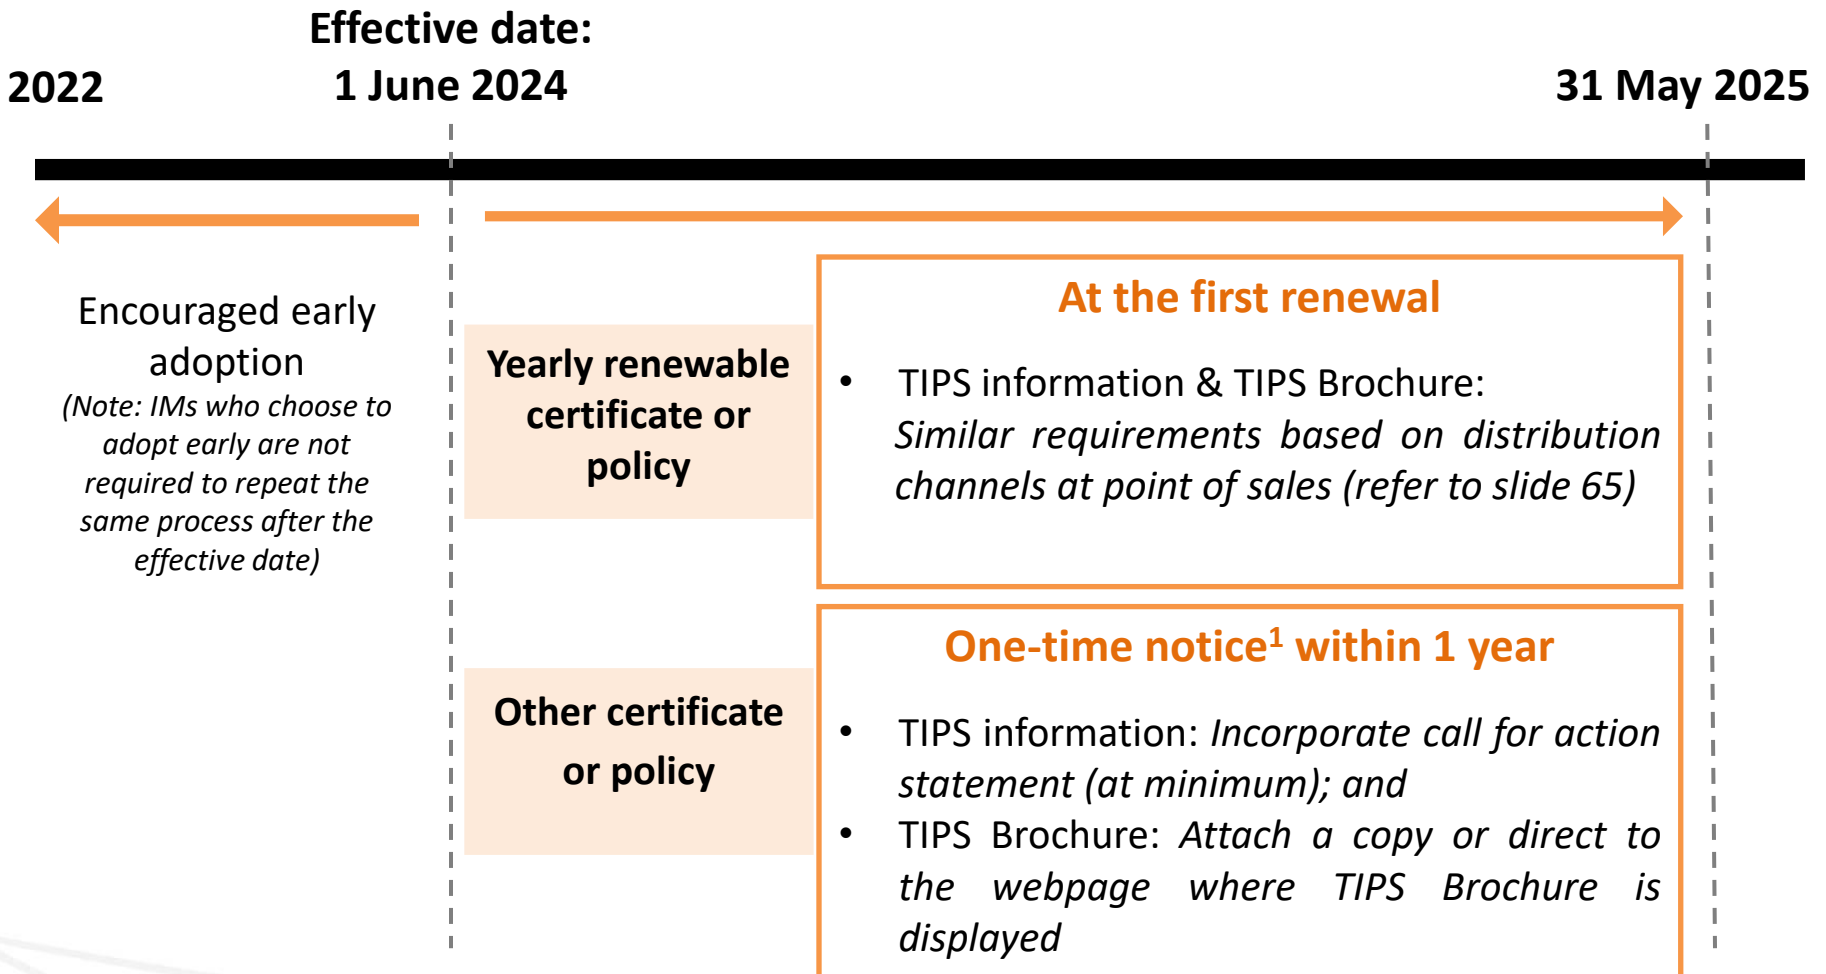 Effective date:
2022
1 June 2024
31 May 2025
Encouraged early
adoption
(Note: IMs who choose to
adopt early are not
required to repeat the
same process after the
effective date)
Yearly renewable
certificate or
policy
At the first renewal
• TIPS information & TIPS Brochure:
Similar requirements based on distribution
channels at point of sales (refer to slide 65)
Other certificate
or policy
One-time notice¹ within 1 year
• TIPS information: Incorporate call for action
statement (at minimum); and
• TIPS Brochure: Attach a copy or direct to
the webpage where TIPS Brochure is
displayed